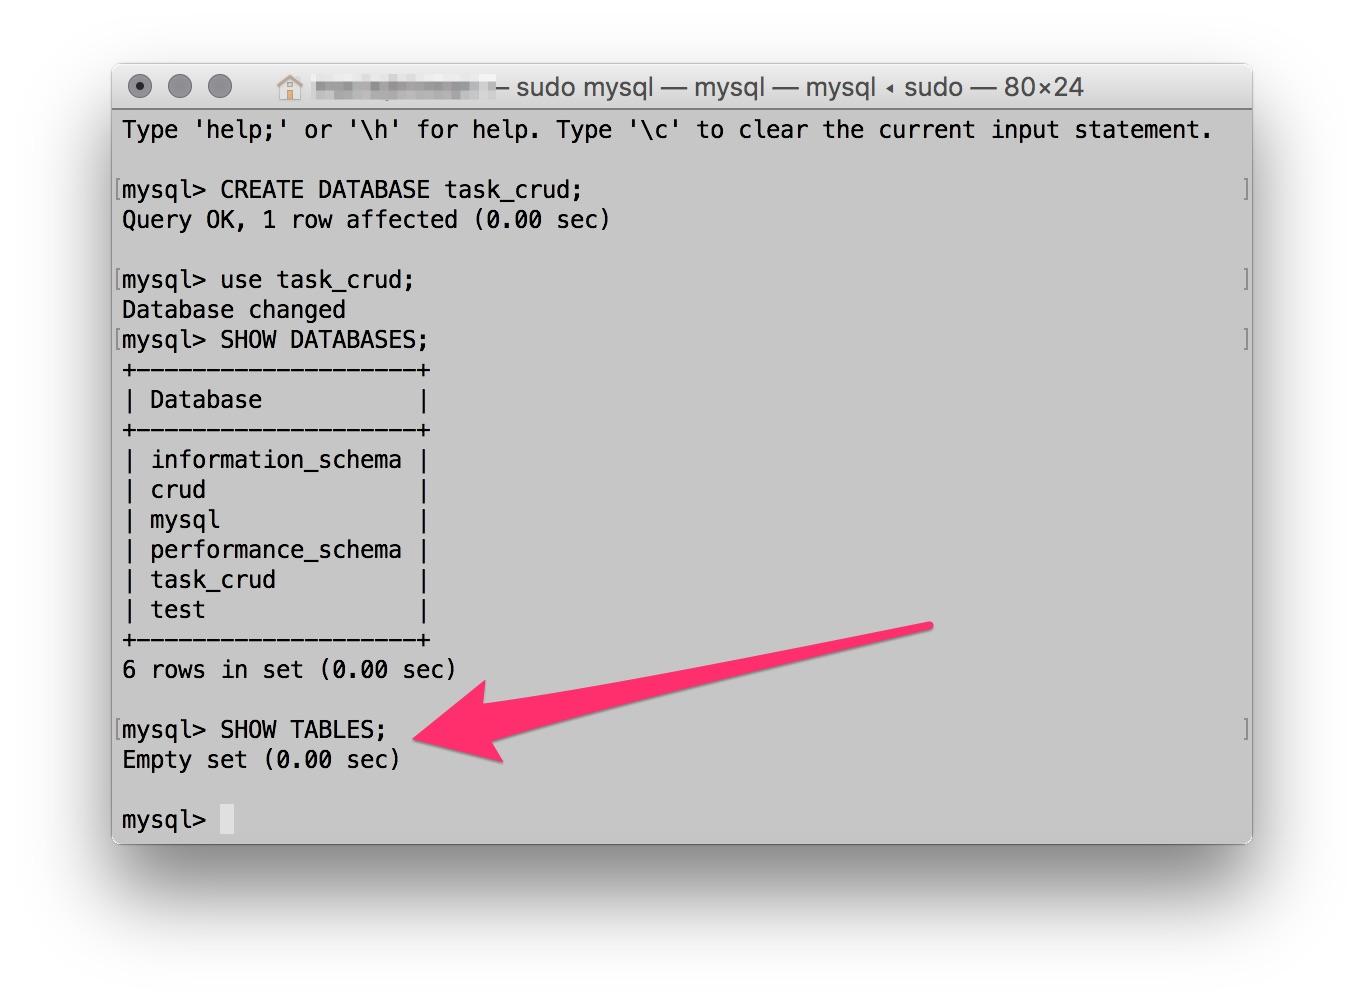 — sudo mysql — mysql — mysql ◂ sudo — 80×24
Type 'help;' or '\h' for help. Type '\c' to clear the current input statement.
[mysql> CREATE DATABASE task_crud; ]
Query OK, 1 row affected (0.00 sec)
[mysql> use task_crud; ]
Database changed
[mysql> SHOW DATABASES; ]
+--------------------+
| Database           |
+--------------------+
| information_schema |
| crud               |
| mysql              |
| performance_schema |
| task_crud          |
| test               |
+--------------------+
6 rows in set (0.00 sec)
[mysql> SHOW TABLES; ]
Empty set (0.00 sec)
mysql>